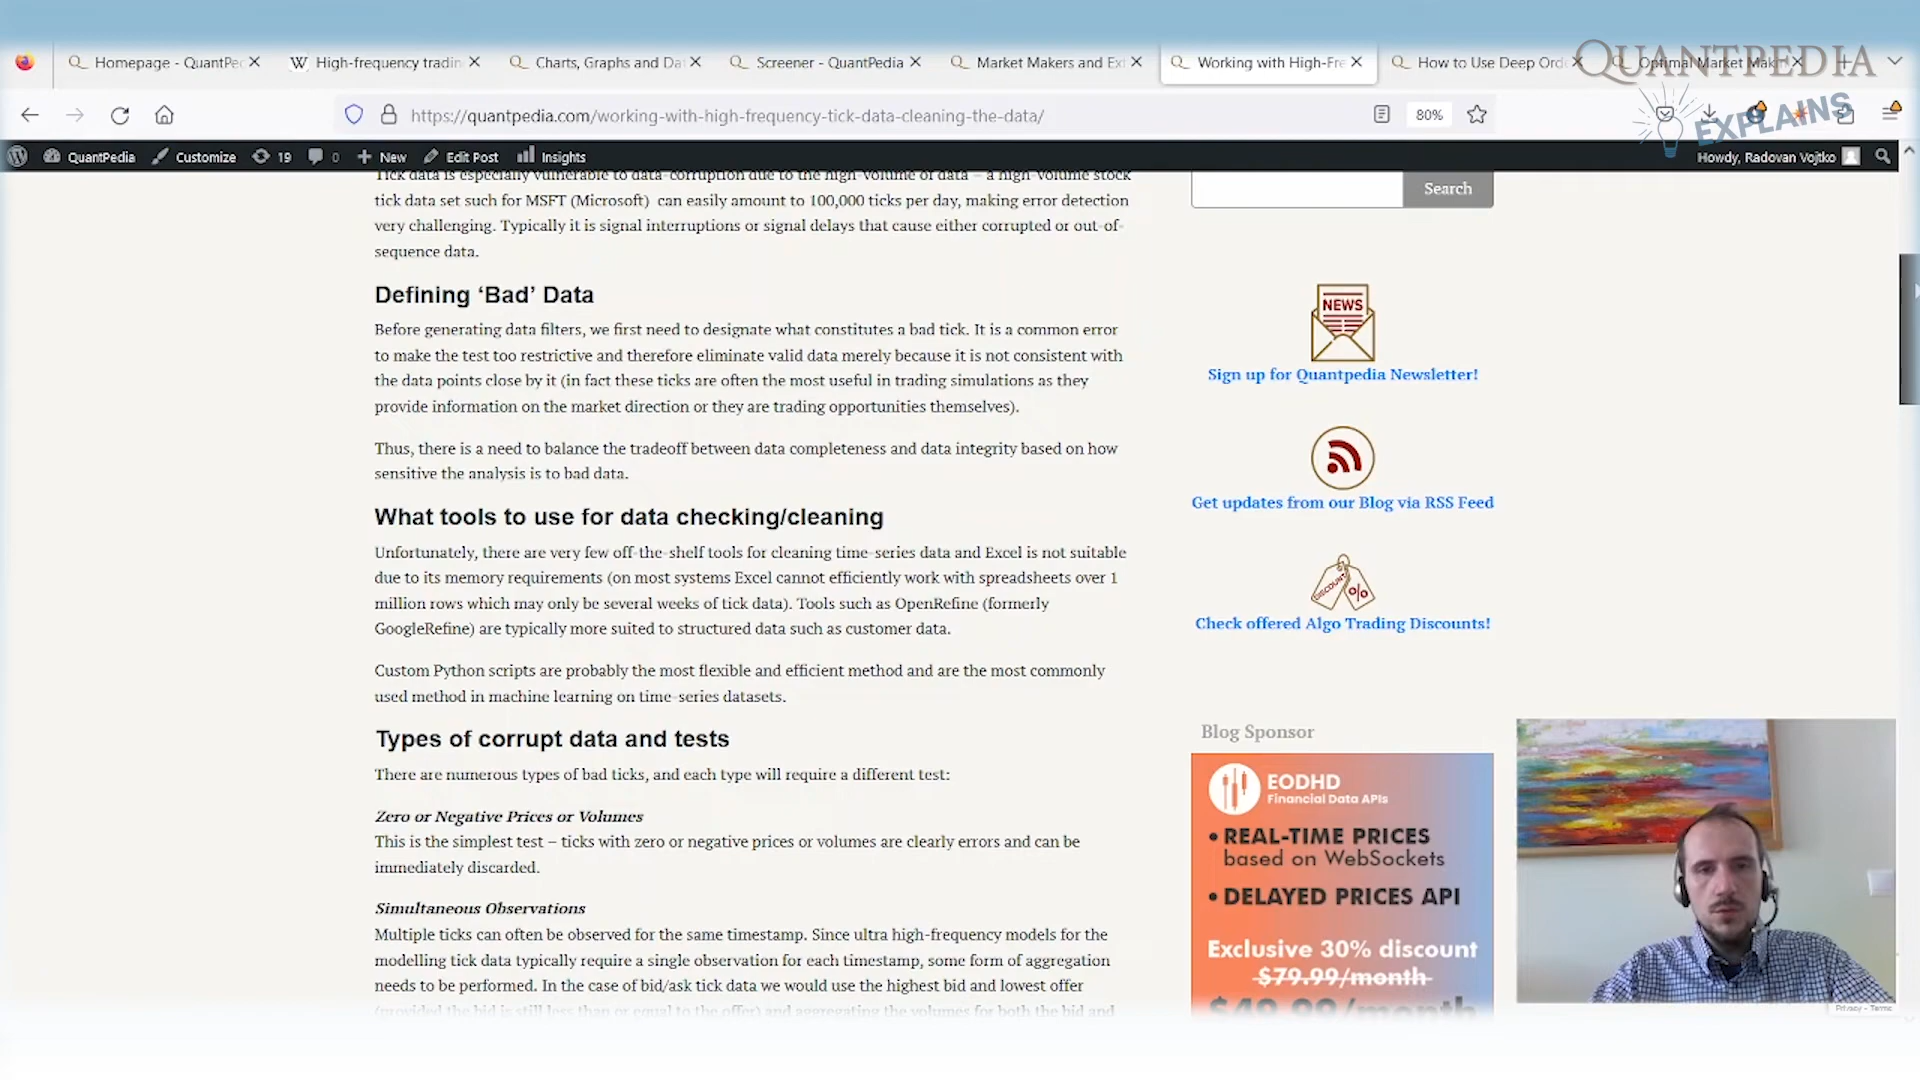 QUANTPEDIA
EXPLAINS
Homepage - QuantPe
High-frequency tradin
Charts, Graphs and Da
Screener - QuantPedia
Market Makers and Ex
Working with High-Fre
How to Use Deep Ord
Optimal Market Maki
https://quantpedia.com/working-with-high-frequency-tick-data-cleaning-the-data/
80%
QuantPedia
Customize
19
0
New
Edit Post
Insights
Howdy, Radovan Vojtko
Tick data is especially vulnerable to data-corruption due to the high-volume of data – a high-volume stock
tick data set such for MSFT (Microsoft) can easily amount to 100,000 ticks per day, making error detection
very challenging. Typically it is signal interruptions or signal delays that cause either corrupted or out-of-
sequence data.
Defining ‘Bad’ Data
Before generating data filters, we first need to designate what constitutes a bad tick. It is a common error
to make the test too restrictive and therefore eliminate valid data merely because it is not consistent with
the data points close by it (in fact these ticks are often the most useful in trading simulations as they
provide information on the market direction or they are trading opportunities themselves).
Thus, there is a need to balance the tradeoff between data completeness and data integrity based on how
sensitive the analysis is to bad data.
What tools to use for data checking/cleaning
Unfortunately, there are very few off-the-shelf tools for cleaning time-series data and Excel is not suitable
due to its memory requirements (on most systems Excel cannot efficiently work with spreadsheets over 1
million rows which may only be several weeks of tick data). Tools such as OpenRefine (formerly
GoogleRefine) are typically more suited to structured data such as customer data.
Custom Python scripts are probably the most flexible and efficient method and are the most commonly
used method in machine learning on time-series datasets.
Types of corrupt data and tests
There are numerous types of bad ticks, and each type will require a different test:
Zero or Negative Prices or Volumes
This is the simplest test – ticks with zero or negative prices or volumes are clearly errors and can be
immediately discarded.
Simultaneous Observations
Multiple ticks can often be observed for the same timestamp. Since ultra high-frequency models for the
modelling tick data typically require a single observation for each timestamp, some form of aggregation
needs to be performed. In the case of bid/ask tick data we would use the highest bid and lowest offer
(provided the bid is still less than or equal to the offer) and aggregating the volumes for both the bid and
Search
NEWS
Sign up for Quantpedia Newsletter!
Get updates from our Blog via RSS Feed
DISCOUNT
%
Check offered Algo Trading Discounts!
Blog Sponsor
EODHD
Financial Data APIs
• REAL-TIME PRICES
based on WebSockets
• DELAYED PRICES API
Exclusive 30% discount
$79.99/month
$49.99/month
Privacy - Terms